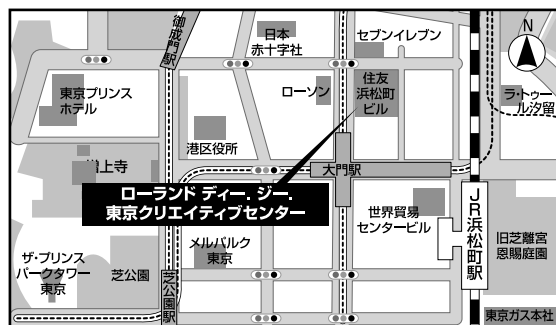 御成門駅
日本
赤十字社
セブンイレブン
N
東京プリンス
ホテル
ローソン
住友
浜松町
ビル
ラ・トゥー
ル汐留
港区役所
増上寺
大門駅
ローランド ディー. ジー.
東京クリエイティブセンター
世界貿易
センタービル
JR浜松町駅
旧芝離宮
恩賜庭園
ザ・プリンス
パークタワー
東京
芝公園
芝公園駅
メルパルク
東京
東京ガス本社